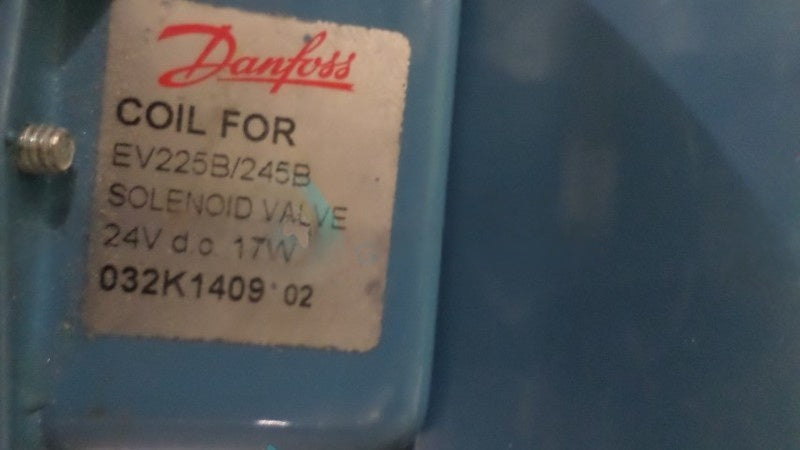 Danfoss
COIL FOR
EV225B/245B
SOLENOID VALVE
24V d.c. 17W
032K1409 02